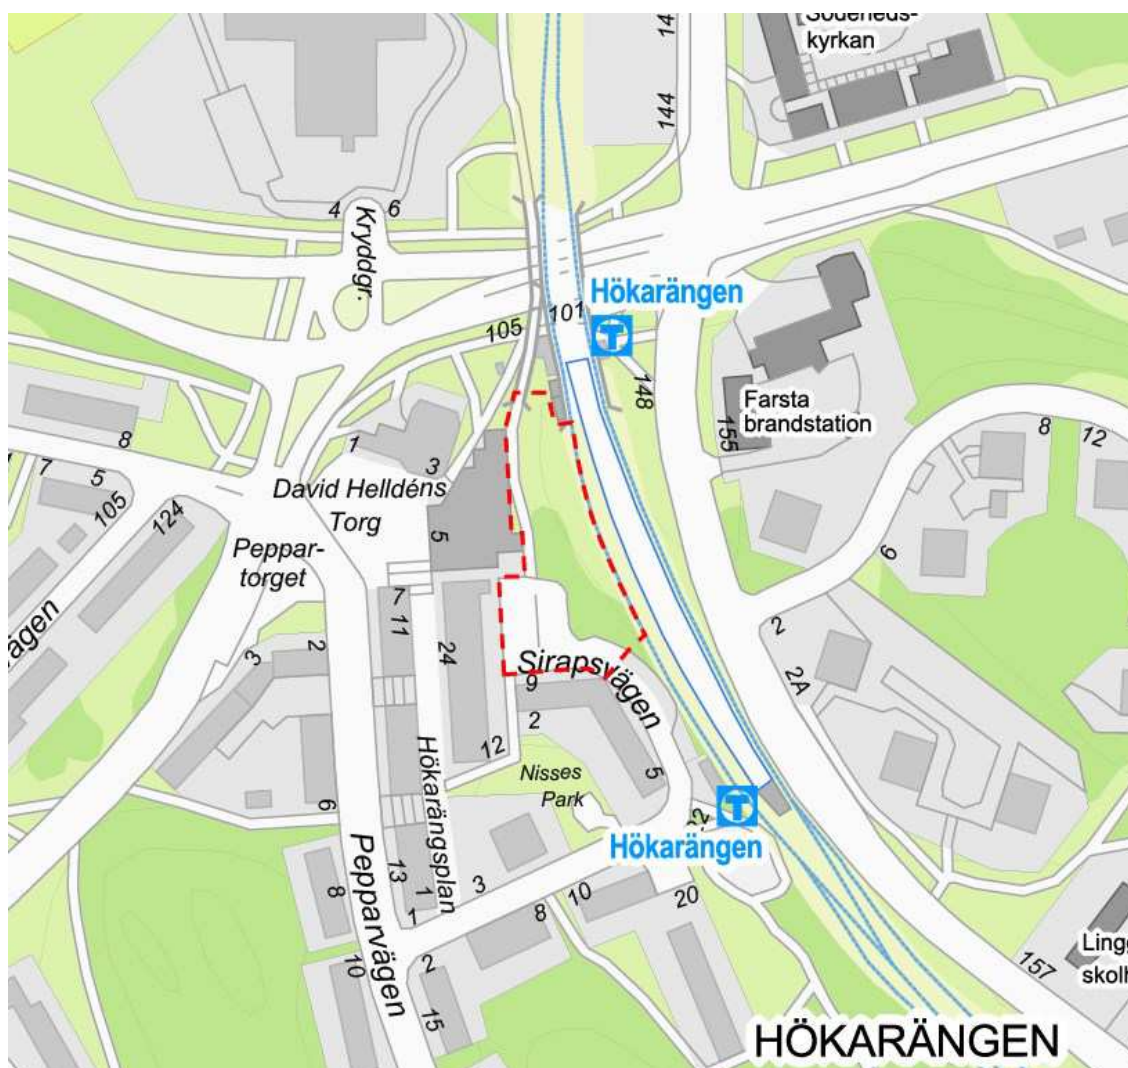 kyrkan
14
144
4
6
Kryddgr.
Hökarängen
T
105
101
148
Farsta
brandstation
155
8
12
8
7
5
105
124
1
3
David Helldéns
Torg
5
Peppar-
torget
6
7
11
24
2
3
2
2A
Sirapsvägen
9
2
5
12
Nisses
Park
T
Hökarängen
Hökarängsplan
6
Pepparvägen
13
1
3
1
8
10
8
20
2
10
15
157
HÖKARÄNGEN